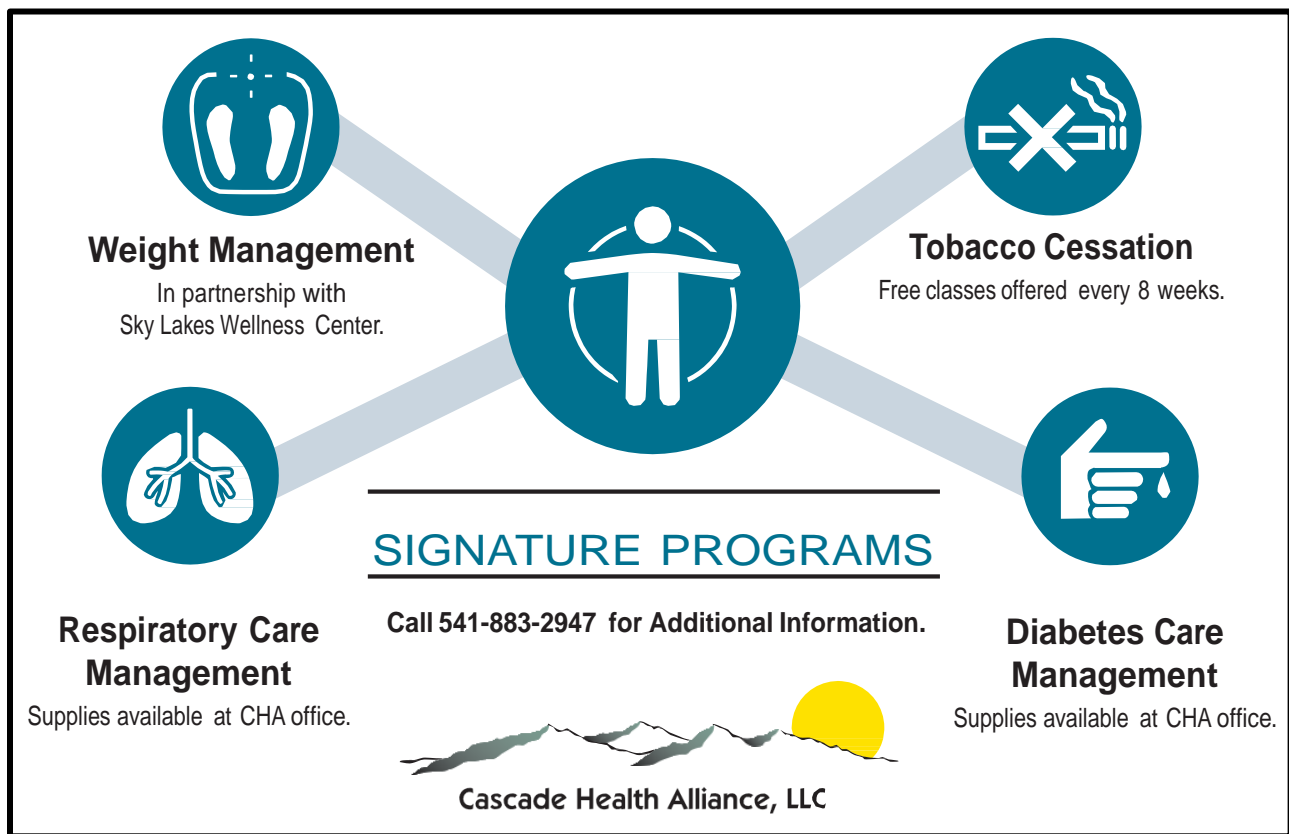 Weight Management
In partnership with
Sky Lakes Wellness Center.
Tobacco Cessation
Free classes offered every 8 weeks.
Respiratory Care
Management
Supplies available at CHA office.
SIGNATURE PROGRAMS
Call 541-883-2947 for Additional Information.
Diabetes Care
Management
Supplies available at CHA office.
Cascade Health Alliance, LLC